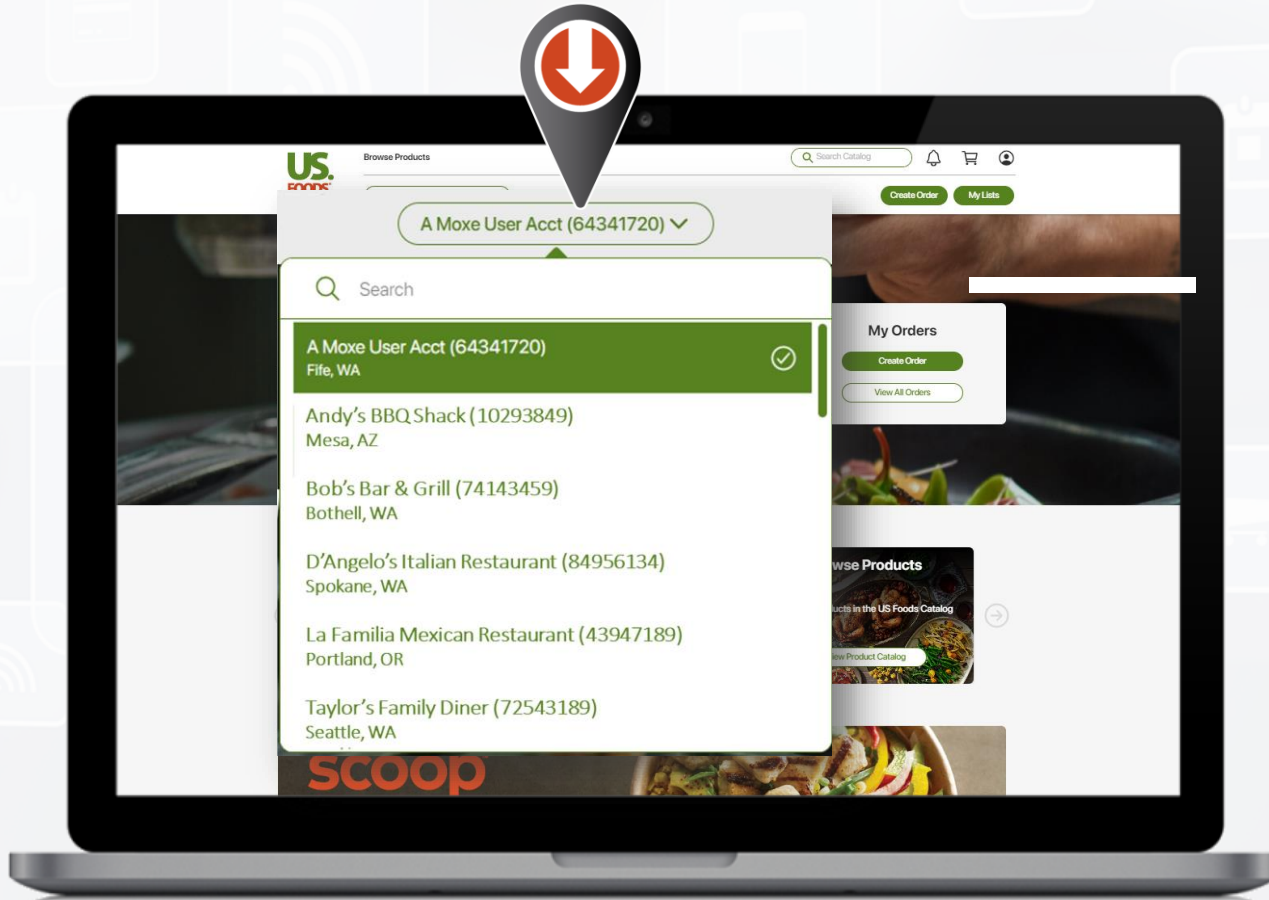 US.
FOODS
Browse Products
Search Catalog
Create Order
My Lists
A Moxe User Acct (64341720)
Search
A Moxe User Acct (64341720)
Fife, WA
Andy's BBQ Shack (10293849)
Mesa, AZ
Bob's Bar & Grill (74143459)
Bothell, WA
D'Angelo's Italian Restaurant (84956134)
Spokane, WA
La Familia Mexican Restaurant (43947189)
Portland, OR
Taylor's Family Diner (72543189)
Seattle, WA
My Orders
Create Order
View All Orders
Products
in the US Foods Catalog
Product Catalog
scoop